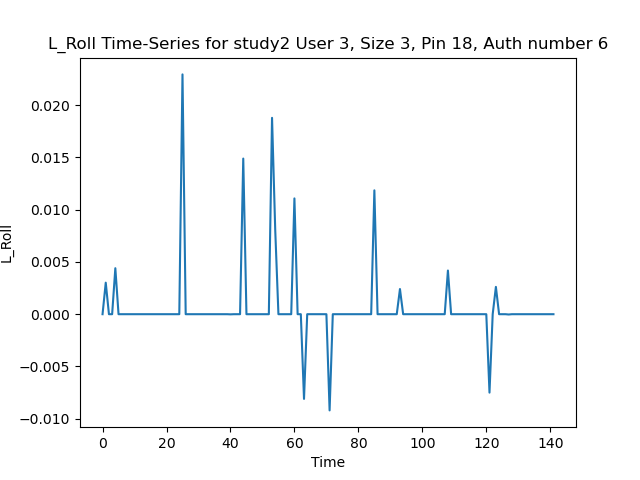 L_Roll Time-Series for study2 User 3, Size 3, Pin 18, Auth number 6
0.020
0.015
0.010
0.005
0.000
−0.005
−0.010
L_Roll
0 20 40 60 80 100 120 140
Time